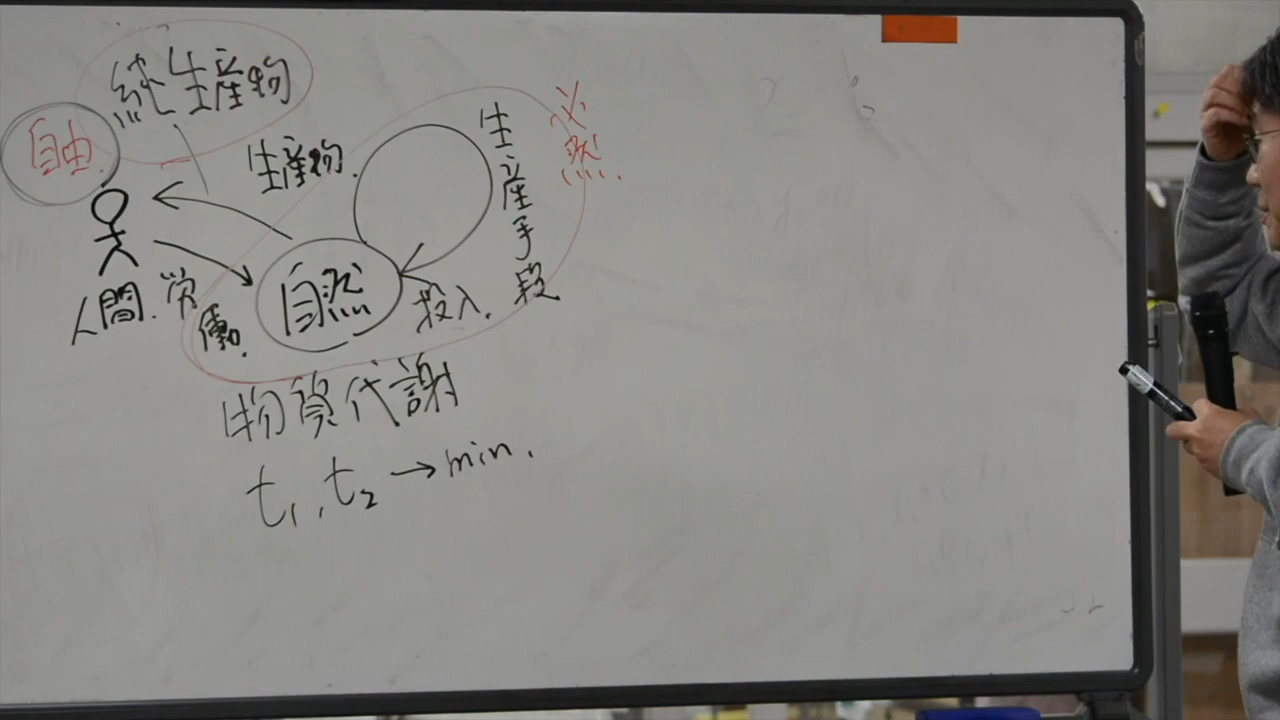 純生産物
自由
生産物.
生産手段
必然
人間.
労働.
自然
投入.
物質代謝
t₁, t₂ → min.